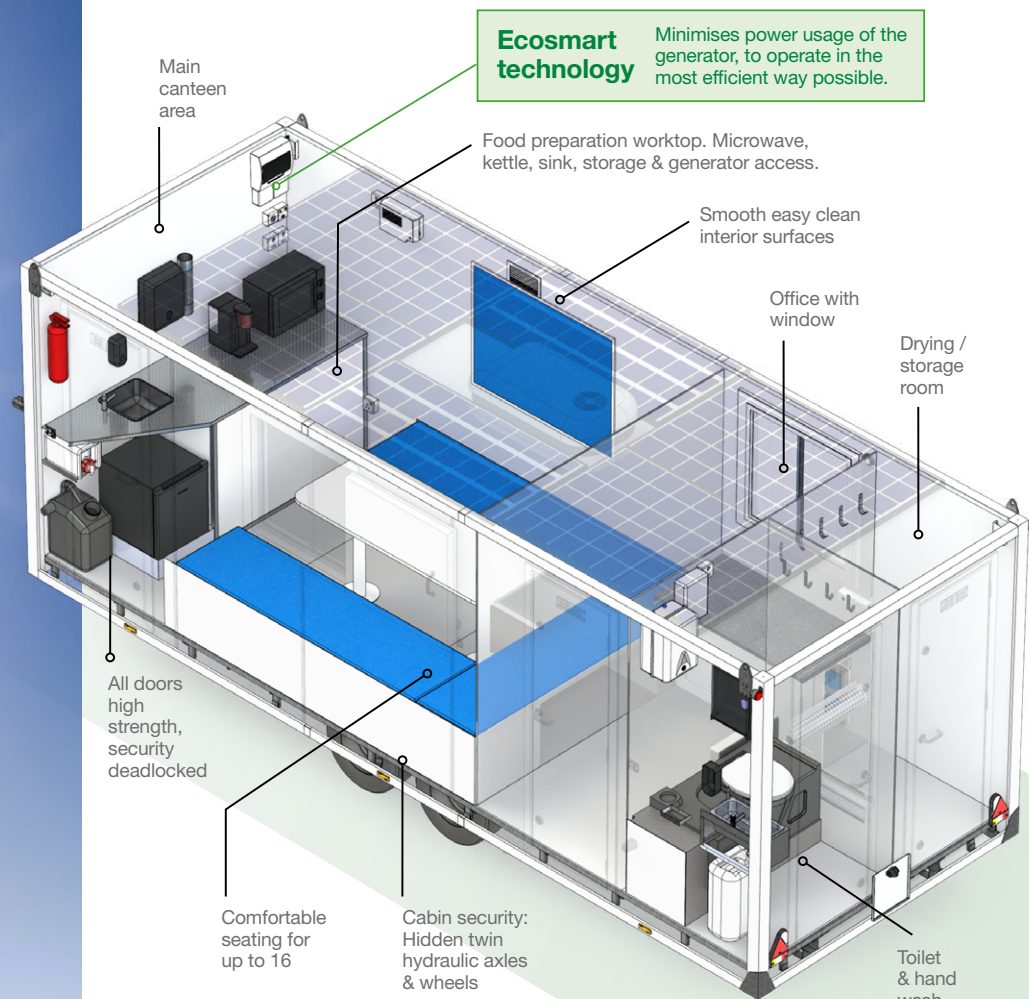 Ecosmart
technology
Minimises power usage of the
generator, to operate in the
most efficient way possible.
Main
canteen
area
Food preparation worktop. Microwave,
kettle, sink, storage & generator access.
Smooth easy clean
interior surfaces
Office with
window
Drying /
storage
room
All doors
high
strength,
security
deadlocked
Comfortable
seating for
up to 16
Cabin security:
Hidden twin
hydraulic axles
& wheels
Toilet
& hand
wash